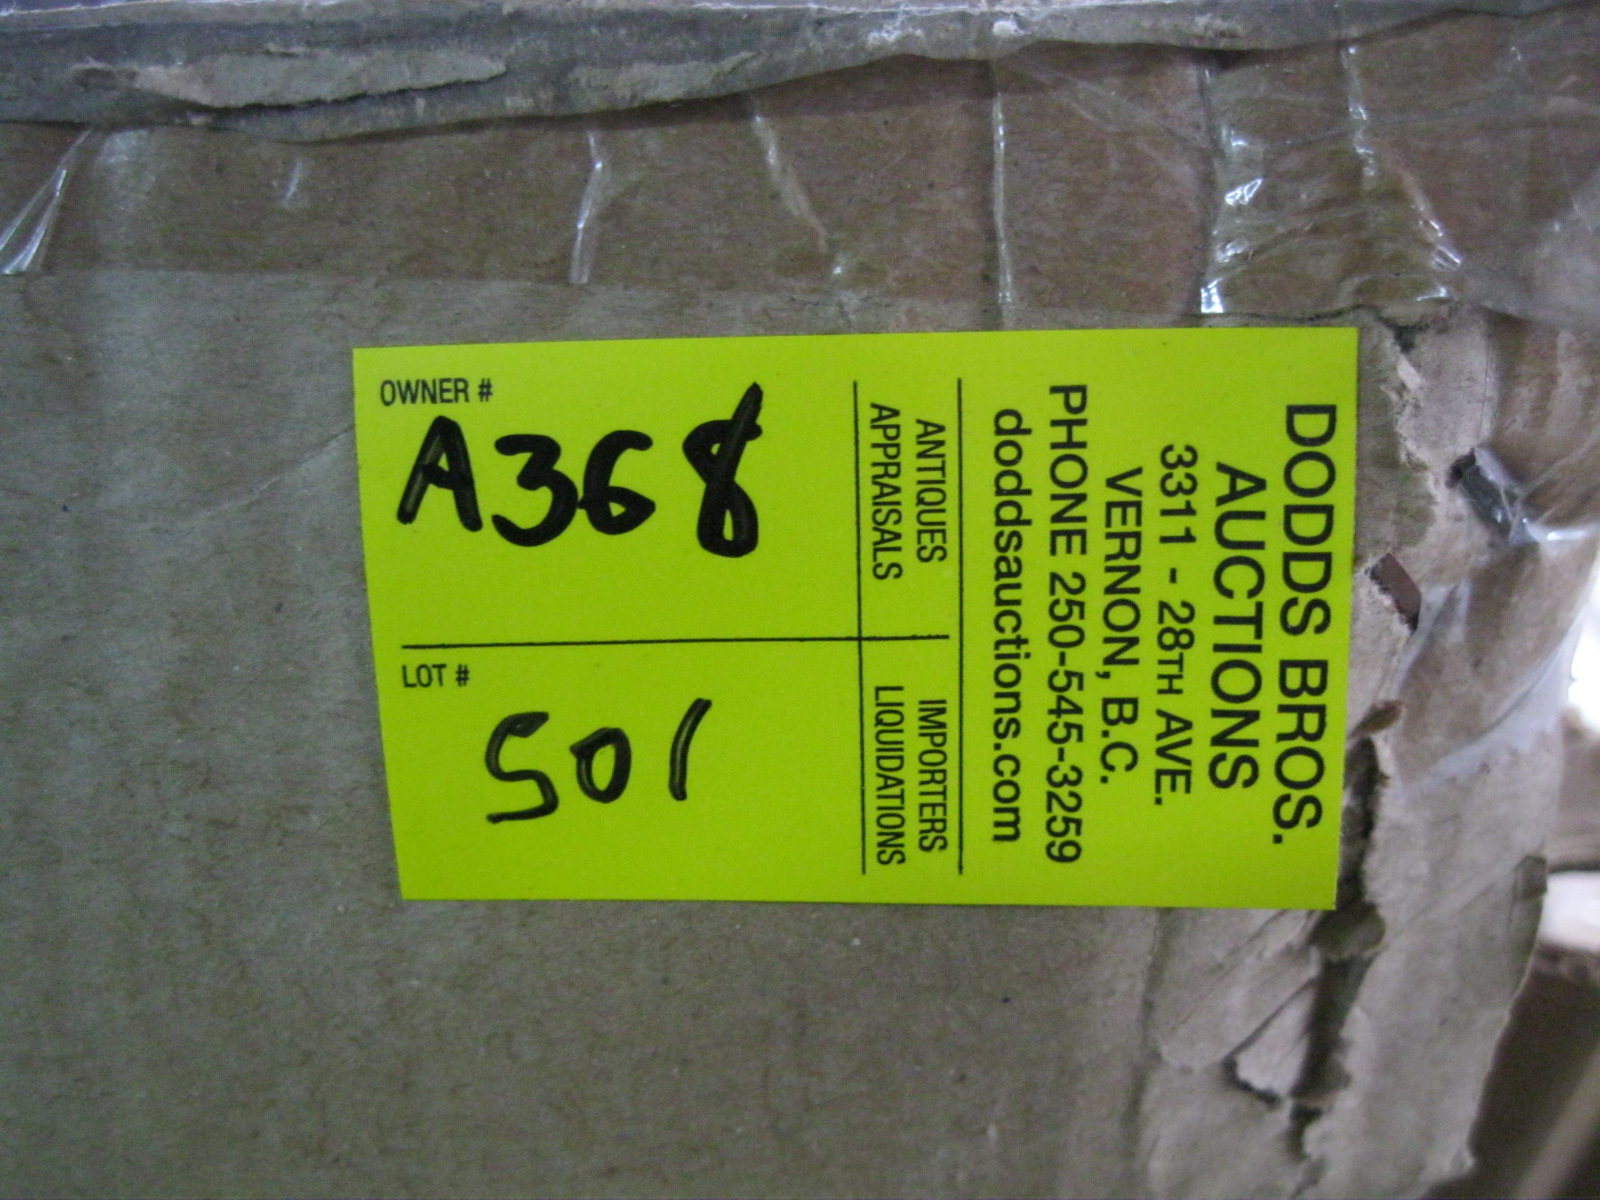 DODDS BROS.
AUCTIONS
3311 - 28TH AVE.
VERNON, B.C.
PHONE 250-545-3259
doddsauctions.com
ANTIQUES
APPRAISALS
IMPORTERS
LIQUIDATIONS
OWNER #
A368
LOT #
501